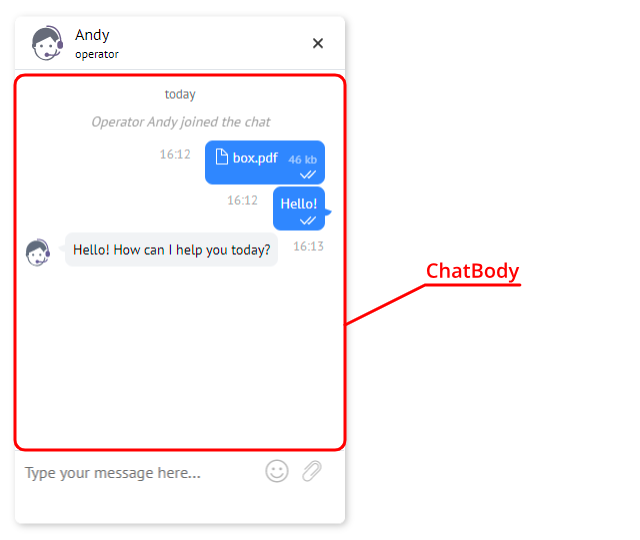 Andy
operator
today
Operator Andy joined the chat
16:12 box.pdf 46 kb
16:12 Hello!
Hello! How can I help you today? 16:13
ChatBody
Type your message here...